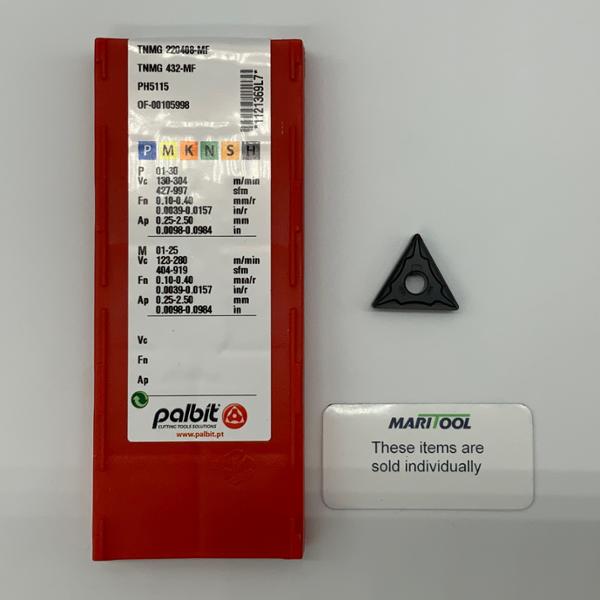 TNMG 220408-MF
TNMG 432-MF
PH5115
OF-00105998
*1121369L7*
P M K N S H
P 01-30
Vc 130-304 m/min
427-997 sfm
Fn 0.10-0.40 mm/r
0.0039-0.0157 in/r
Ap 0.25-2.50 mm
0.0098-0.0984 in
M 01-25
Vc 123-280 m/min
404-919 sfm
Fn 0.10-0.40 mm/r
0.0039-0.0157 in/r
Ap 0.25-2.50 mm
0.0098-0.0984 in
Vc
Fn
Ap
palbit
CUTTING TOOLS SOLUTIONS
www.palbit.pt
MARITOOL
These items are
sold individually